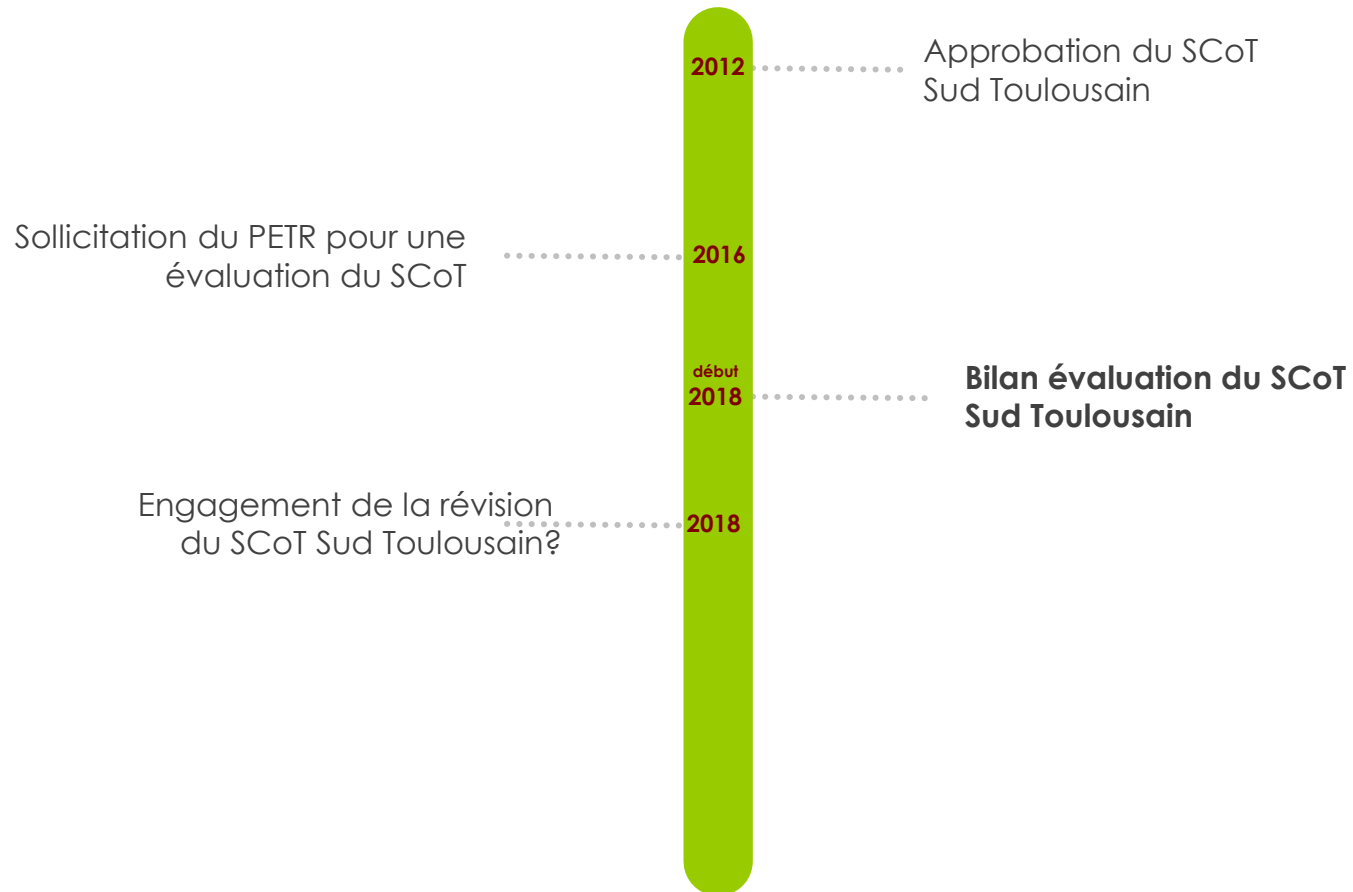 2012
Approbation du SCoT
Sud Toulousain
Sollicitation du PETR pour une
évaluation du SCoT
2016
début
2018
Bilan évaluation du SCoT
Sud Toulousain
Engagement de la révision
du SCoT Sud Toulousain?
2018